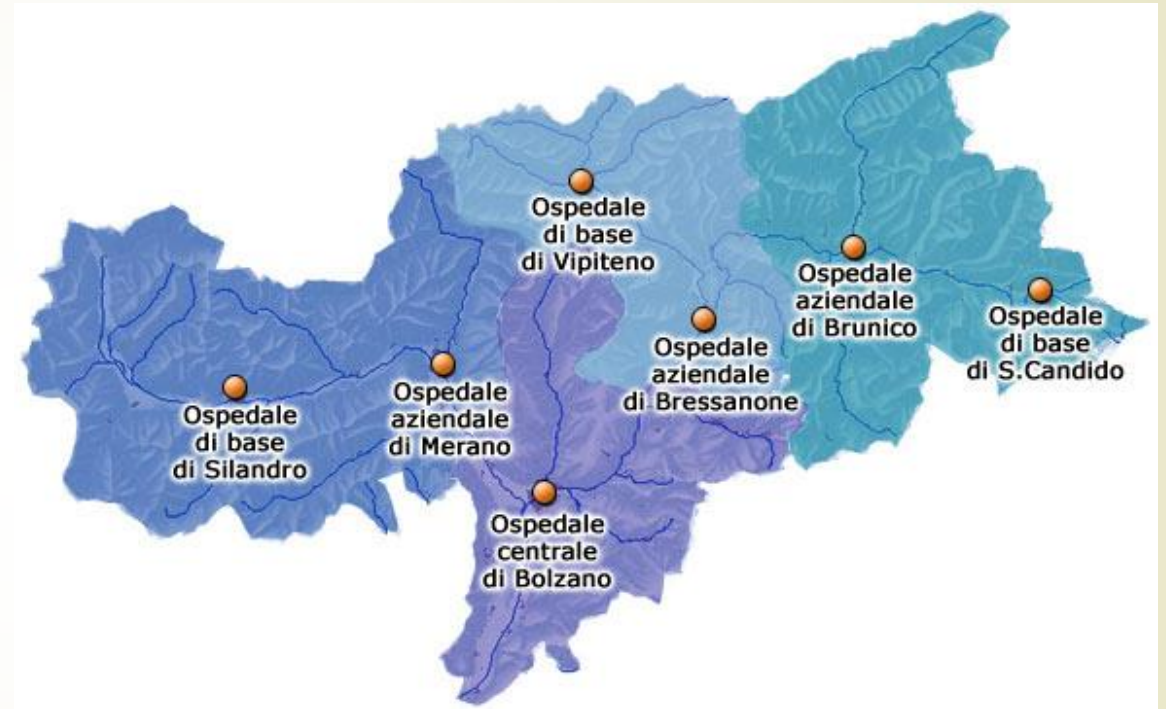 Ospedale
di base
di Vipiteno
Ospedale
aziendale
di Brunico
Ospedale
di base
di S.Candido
Ospedale
aziendale
di Bressanone
Ospedale
aziendale
di Merano
Ospedale
di base
di Silandro
Ospedale
centrale
di Bolzano